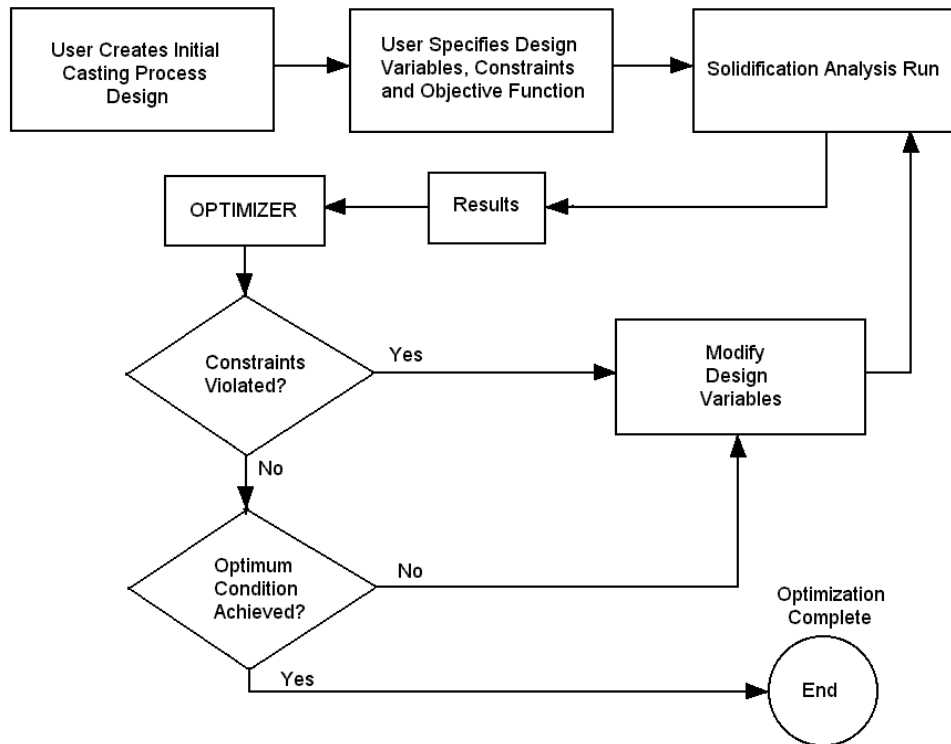 User Creates Initial
Casting Process
Design
User Specifies Design
Variables, Constraints
and Objective Function
Solidification Analysis Run
OPTIMIZER
Results
Constraints
Violated?
Yes
Modify
Design
Variables
No
Optimum
Condition
Achieved?
No
Optimization
Complete
Yes
End